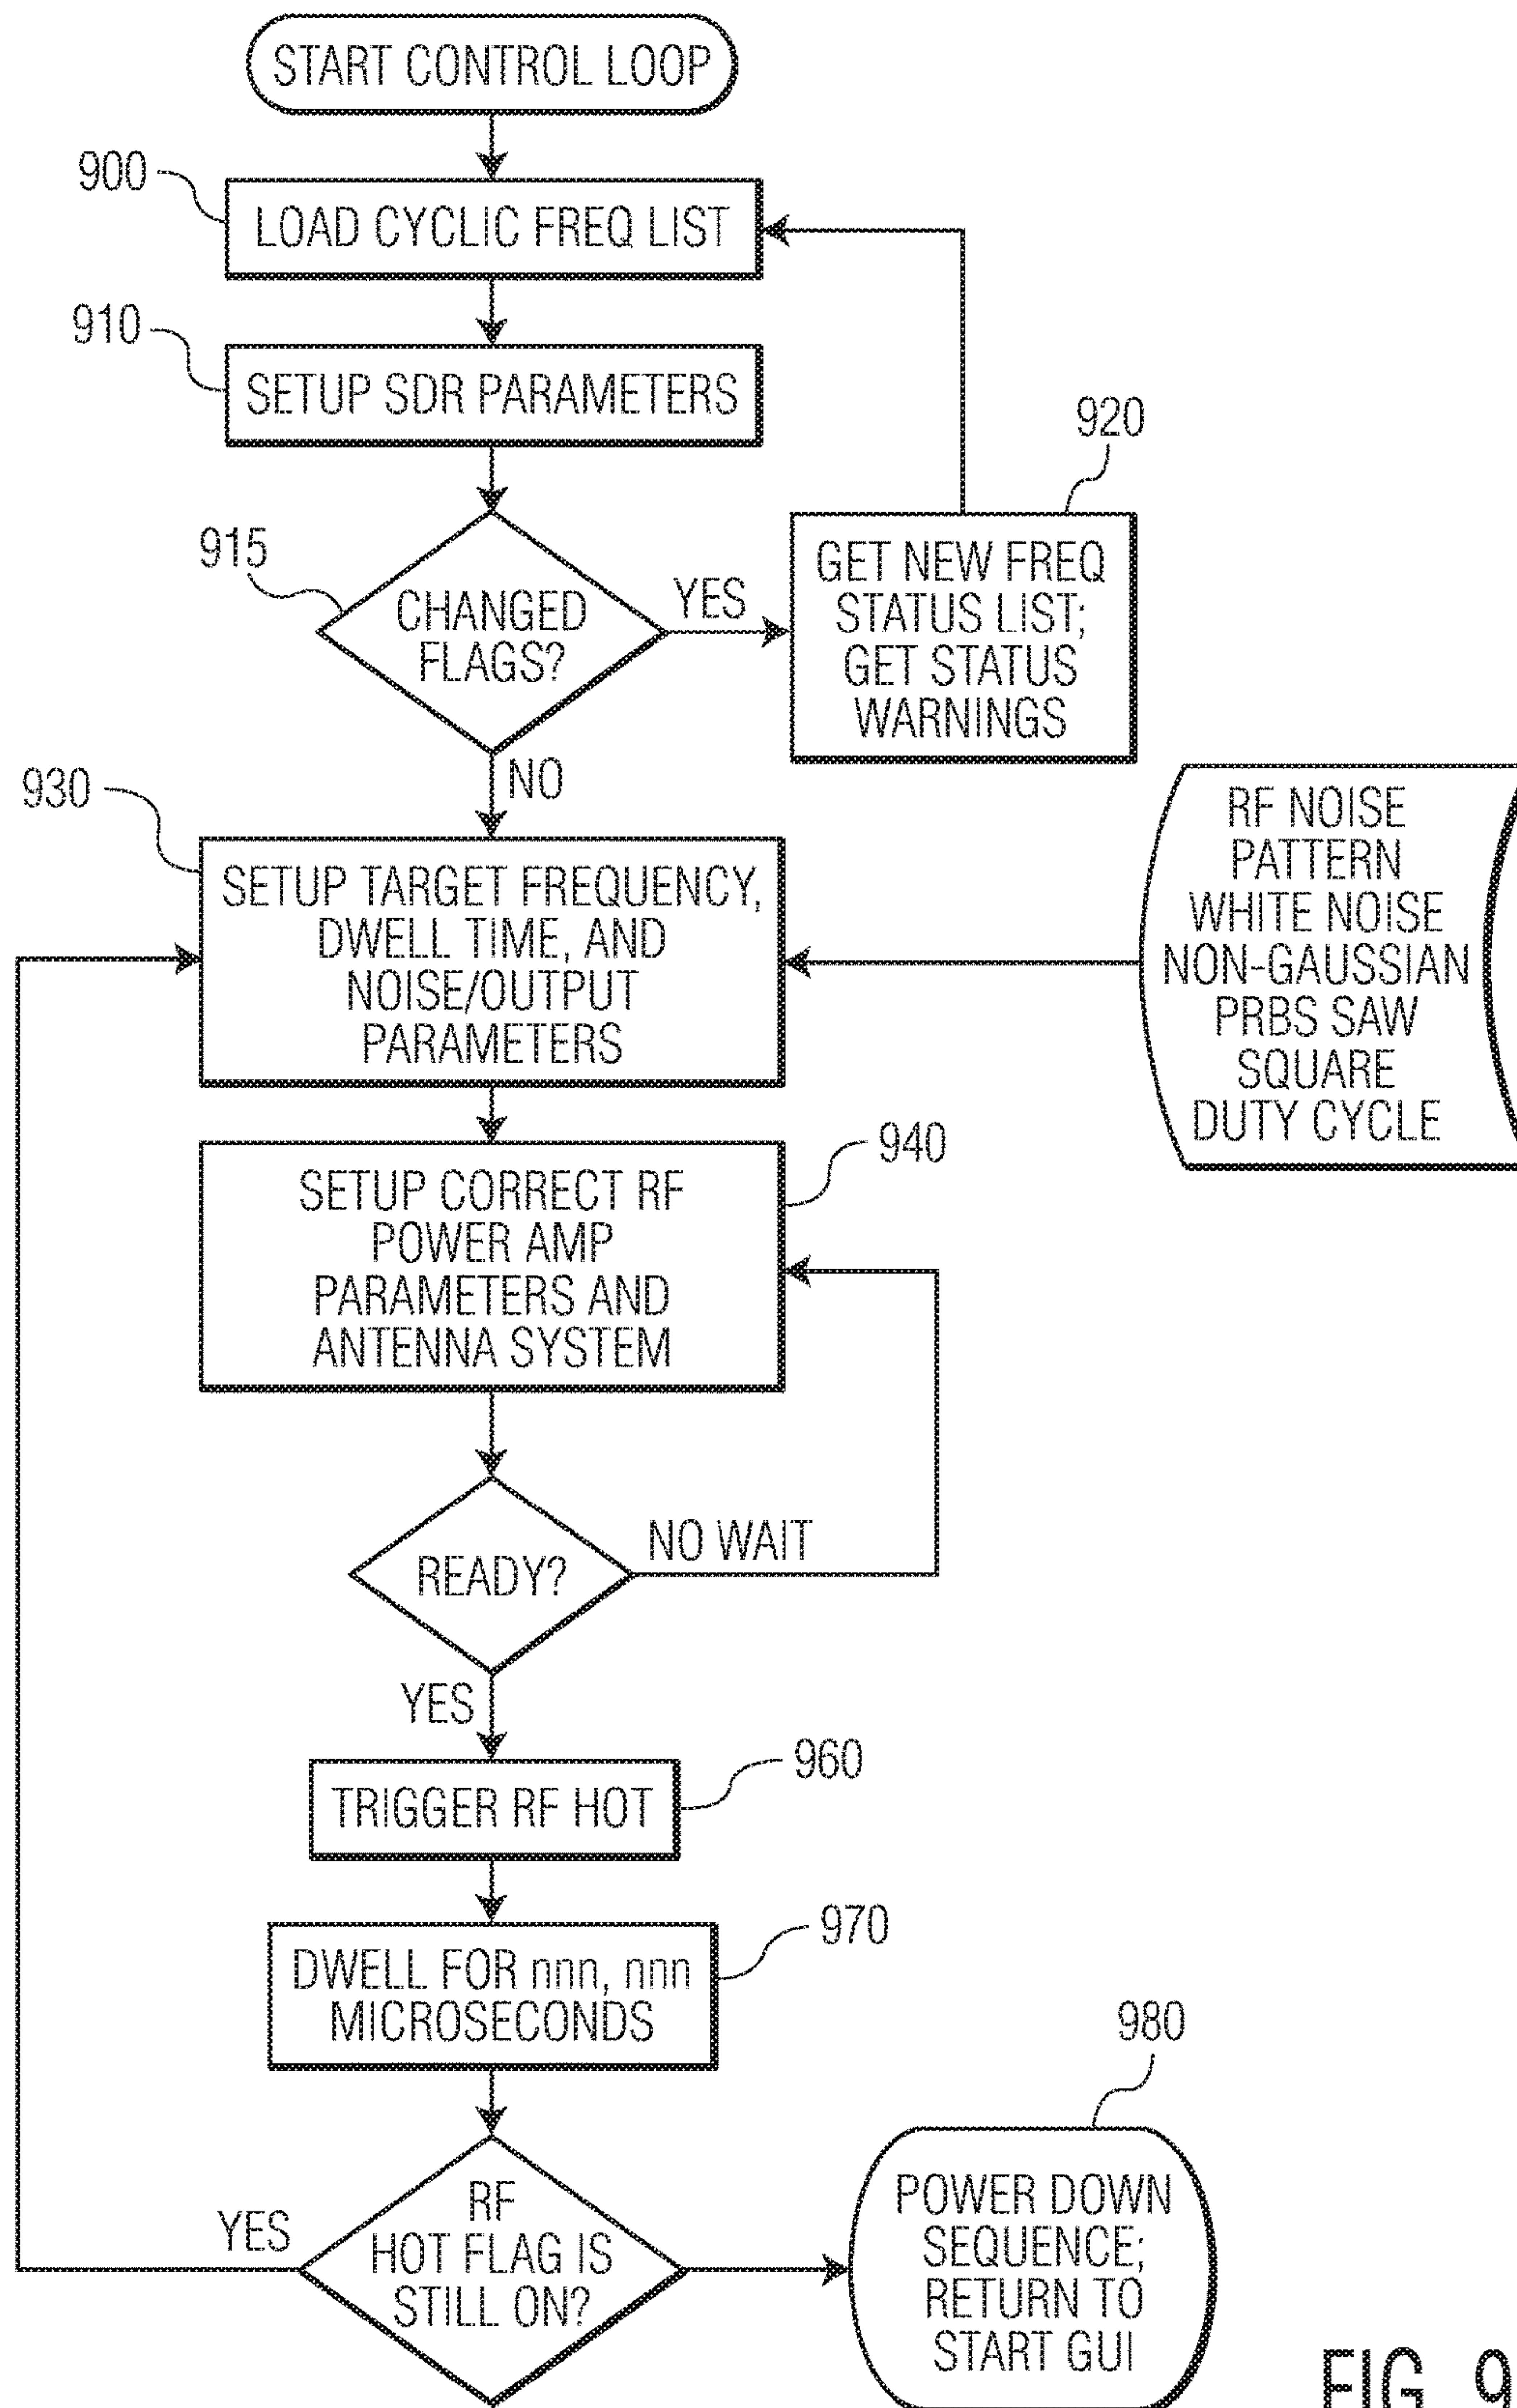 START CONTROL LOOP
900
LOAD CYCLIC FREQ LIST
910
SETUP SDR PARAMETERS
920
915
CHANGED
FLAGS?
YES
GET NEW FREQ
STATUS LIST;
GET STATUS
WARNINGS
NO
930
SETUP TARGET FREQUENCY,
DWELL TIME, AND
NOISE/OUTPUT
PARAMETERS
RF NOISE
PATTERN
WHITE NOISE
NON-GAUSSIAN
PRBS SAW
SQUARE
DUTY CYCLE
940
SETUP CORRECT RF
POWER AMP
PARAMETERS AND
ANTENNA SYSTEM
READY?
NO WAIT
YES
960
TRIGGER RF HOT
970
DWELL FOR nnn, nnn
MICROSECONDS
980
YES
RF
HOT FLAG IS
STILL ON?
POWER DOWN
SEQUENCE;
RETURN TO
START GUI
FIG. 9